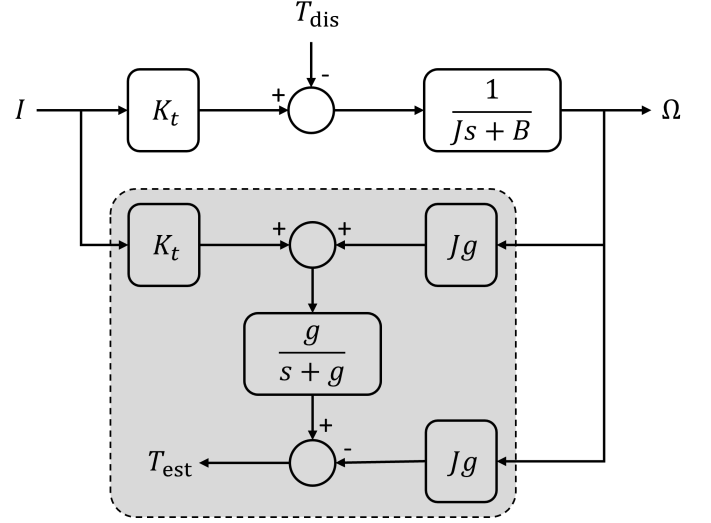 T_dis
-
I
K_t
+
1
Js + B
Ω
K_t
+
+
Jg
g
s + g
+
-
T_est
Jg